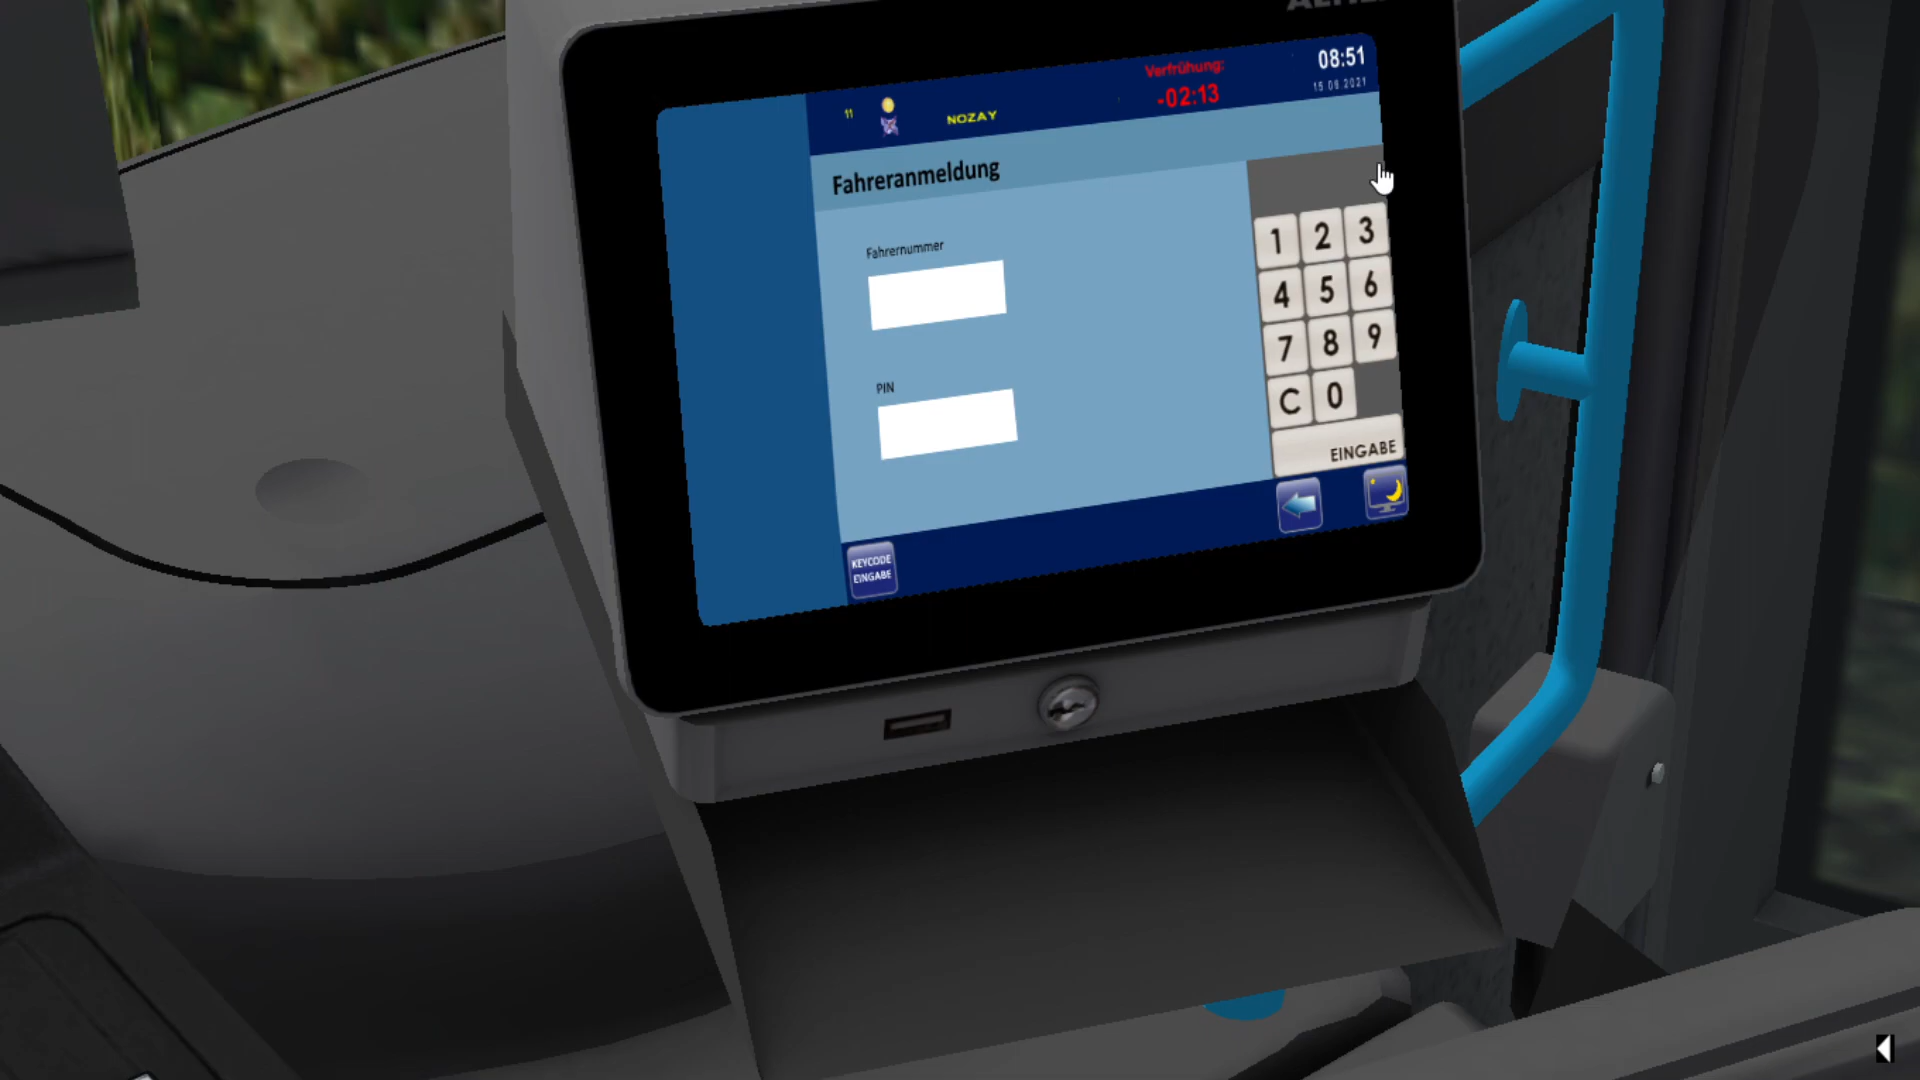 Verfrühung:
08:51
11
NOZAY
-02:13
15 06 2021
Fahreranmeldung
Fahrernummer
1 2 3
4 5 6
PIN
7 8 9
C 0
EINGABE
KEYCODE
EINGABE